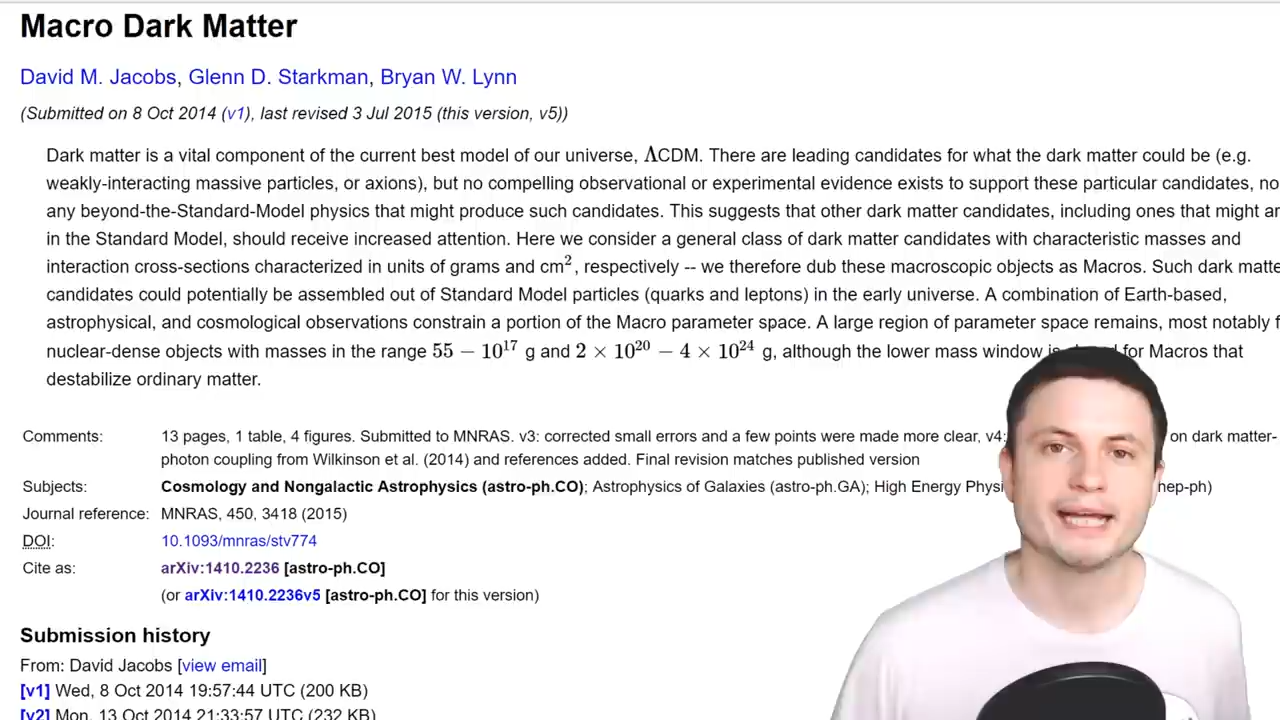 Macro Dark Matter
David M. Jacobs, Glenn D. Starkman, Bryan W. Lynn
(Submitted on 8 Oct 2014 (v1), last revised 3 Jul 2015 (this version, v5))
Dark matter is a vital component of the current best model of our universe, ΛCDM. There are leading candidates for what the dark matter could be (e.g.
weakly-interacting massive particles, or axions), but no compelling observational or experimental evidence exists to support these particular candidates, no
any beyond-the-Standard-Model physics that might produce such candidates. This suggests that other dark matter candidates, including ones that might ar
in the Standard Model, should receive increased attention. Here we consider a general class of dark matter candidates with characteristic masses and
interaction cross-sections characterized in units of grams and cm², respectively -- we therefore dub these macroscopic objects as Macros. Such dark matte
candidates could potentially be assembled out of Standard Model particles (quarks and leptons) in the early universe. A combination of Earth-based,
astrophysical, and cosmological observations constrain a portion of the Macro parameter space. A large region of parameter space remains, most notably f
nuclear-dense objects with masses in the range 55 − 10¹⁷ g and 2 × 10²⁰ − 4 × 10²⁴ g, although the lower mass window for Macros that
destabilize ordinary matter.
Comments: 13 pages, 1 table, 4 figures. Submitted to MNRAS. v3: corrected small errors and a few points were made more clear, v4: on dark matter-
photon coupling from Wilkinson et al. (2014) and references added. Final revision matches published version
Subjects: Cosmology and Nongalactic Astrophysics (astro-ph.CO); Astrophysics of Galaxies (astro-ph.GA); High Energy Physi hep-ph)
Journal reference: MNRAS, 450, 3418 (2015)
DOI: 10.1093/mnras/stv774
Cite as: arXiv:1410.2236 [astro-ph.CO]
(or arXiv:1410.2236v5 [astro-ph.CO] for this version)
Submission history
From: David Jacobs [view email]
[v1] Wed, 8 Oct 2014 19:57:44 UTC (200 KB)
[v2] Mon, 13 Oct 2014 21:33:57 UTC (232 KB)